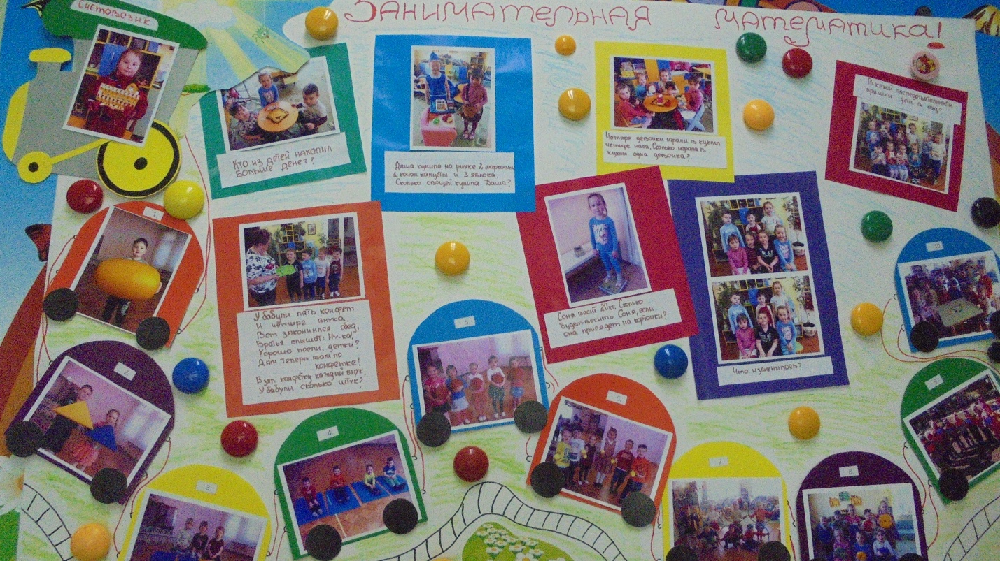 Занимательная математика!
Счетовозик
Кто из детей накопил
больше денег?
Даша купила на рынке 2 морковки,
1 кочан капусты и 3 яблока.
Сколько овощей купила Даша?
Четыре девочки играли в куклы
четыре часа. Сколько играла в
куклы одна девочка?
В какой последовательности
пришли дети в сад?
У бабули пять конфет
И четыре внука.
Вот закончился обед,
Братья слышат: Ну-ка!
Хорошо поели, детки?
Дам теперь вам по
конфетке!
Взял конфетку каждый внук,
У бабули сколько штук?
Соня весит 20кг. Сколько
будет весить Соня, если
она присядет на корточки?
Что изменилось?
1.
2.
3.
4.
5.
6.
7.
8.
9.
10.